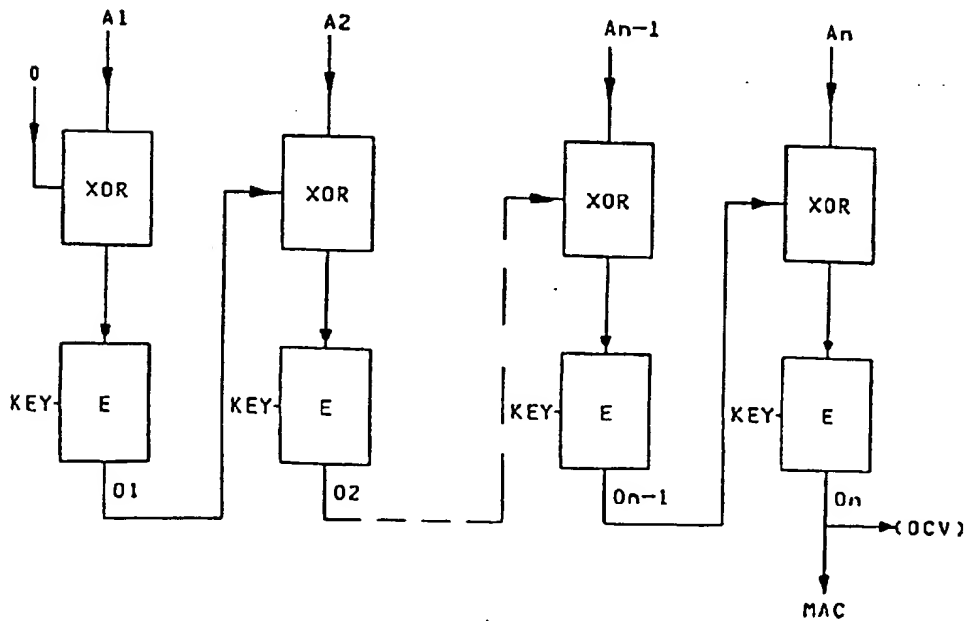 A1 A2 An-1 An
0
XOR XOR XOR XOR
KEY E KEY E KEY E KEY E
O1 O2 On-1 On
(OCV)
MAC